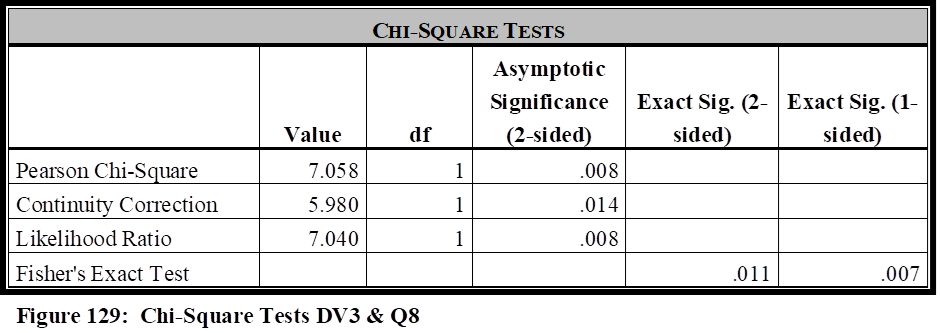 CHI-SQUARE TESTS
Value df Asymptotic Significance (2-sided) Exact Sig. (2-sided) Exact Sig. (1-sided)
Pearson Chi-Square 7.058 1 .008
Continuity Correction 5.980 1 .014
Likelihood Ratio 7.040 1 .008
Fisher's Exact Test .011 .007
Figure 129: Chi-Square Tests DV3 & Q8